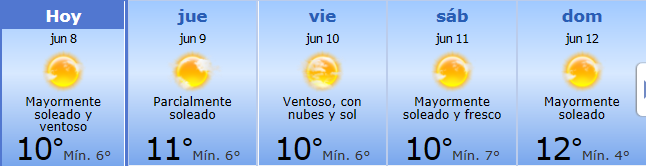 Hoy
jun 8
Mayormente
soleado y
ventoso
10° Mín. 6°
jue
jun 9
Parcialmente
soleado
11° Mín. 6°
vie
jun 10
Ventoso, con
nubes y sol
10° Mín. 6°
sáb
jun 11
Mayormente
soleado y fresco
10° Mín. 7°
dom
jun 12
Mayormente
soleado
12° Mín. 4°